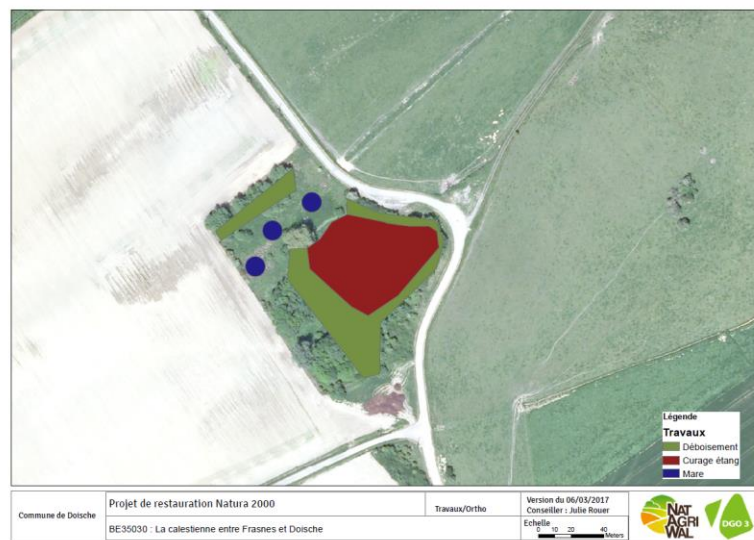 Légende
Travaux
Déboisement
Curage étang
Mare
Commune de Doische
Projet de restauration Natura 2000
BE35030 : La calestienne entre Frasnes et Doische
Travaux/Ortho
Version du 06/03/2017
Conseiller : Julie Rouer
Echelle
0 10 20 40
Meters
NAT
AGRI
WAL
DGO 3